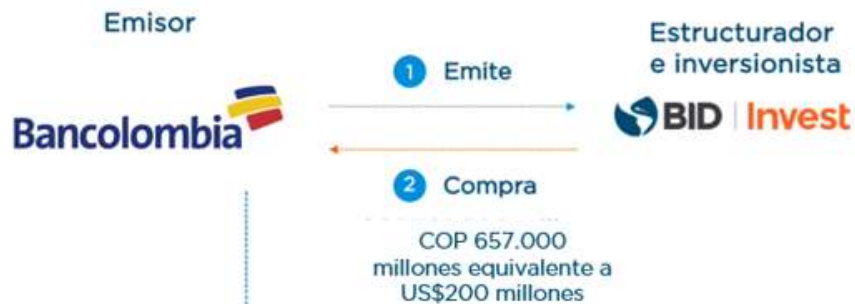 Emisor
Estructurador
e inversionista
1 Emite
Bancolombia
BID Invest
2 Compra
COP 657.000
millones equivalente a
US$200 millones